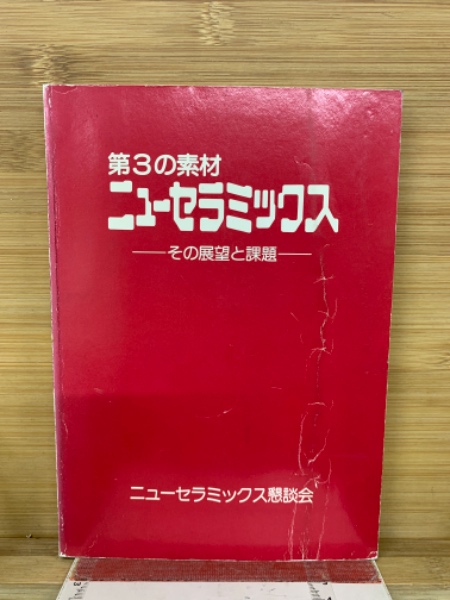 第3の素材
ニューセラミックス
―その展望と課題―
ニューセラミックス懇談会